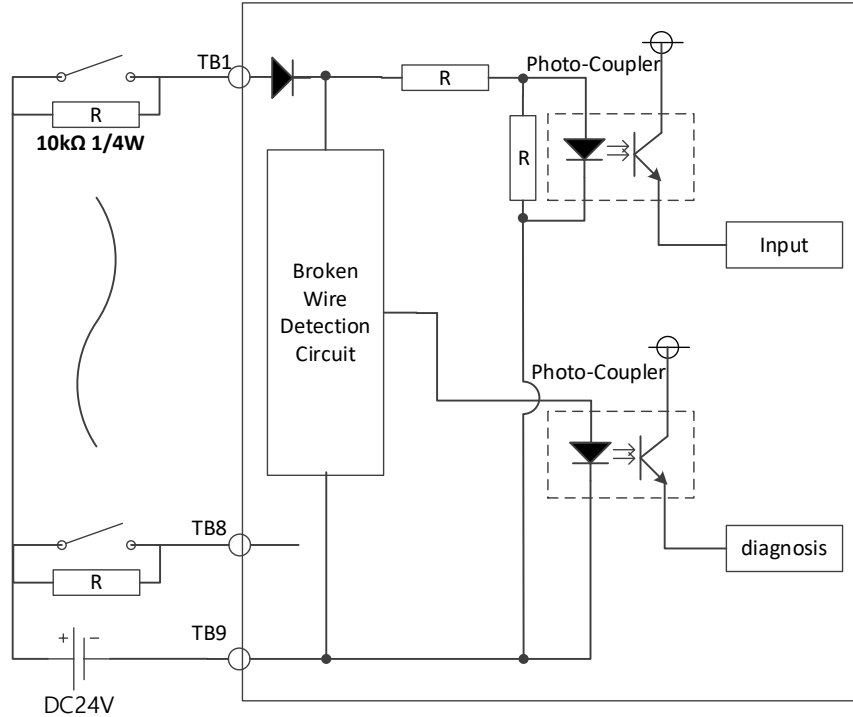 TB1
R
10kΩ 1/4W
R
Photo-Coupler
R
Input
Broken
Wire
Detection
Circuit
Photo-Coupler
TB8
R
diagnosis
TB9
+ −
DC24V